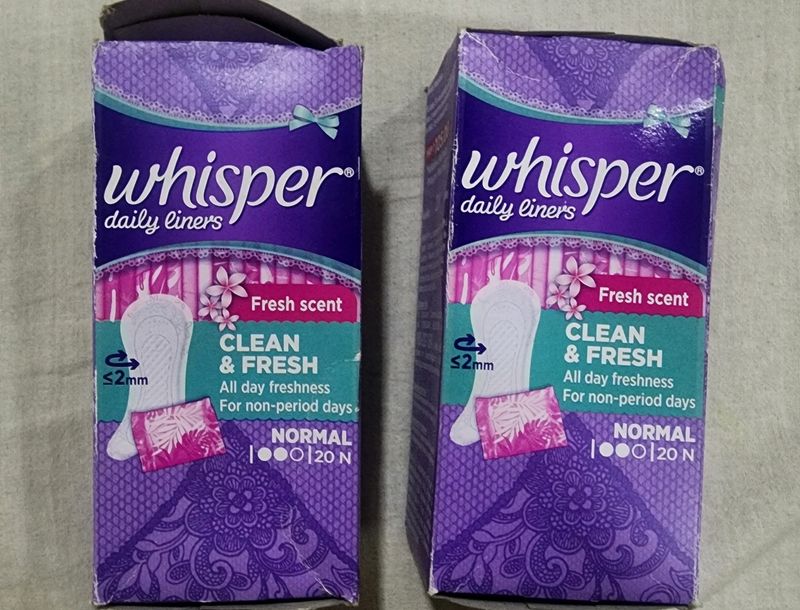 whisper®
daily liners
Fresh scent
CLEAN
& FRESH
≤2mm
All day freshness
For non-period days
NORMAL
20 N
whisper®
daily liners
Fresh scent
CLEAN
& FRESH
≤2mm
All day freshness
For non-period days
NORMAL
20 N